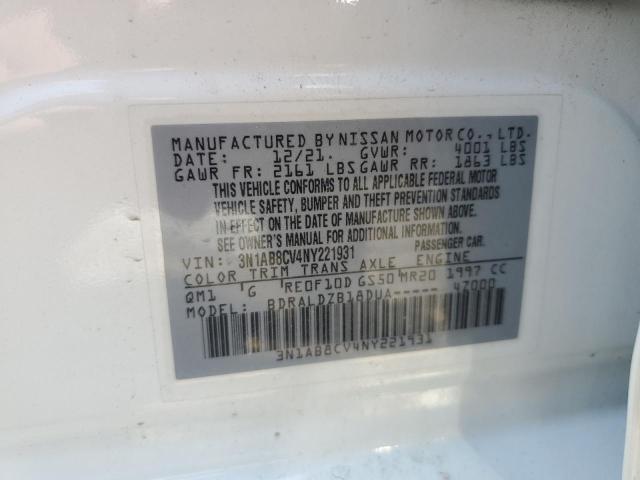 MANUFACTURED BY NISSAN MOTOR CO., LTD.
DATE: 12/21. GVWR: 4001 LBS
GAWR FR: 2161 LBS GAWR RR: 1863 LBS
THIS VEHICLE CONFORMS TO ALL APPLICABLE FEDERAL MOTOR
VEHICLE SAFETY, BUMPER AND THEFT PREVENTION STANDARDS
IN EFFECT ON THE DATE OF MANUFACTURE SHOWN ABOVE.
SEE OWNER'S MANUAL FOR ADDITIONAL INFORMATION.
VIN: 3N1AB8CV4NY221931 PASSENGER CAR.
COLOR TRIM TRANS AXLE ENGINE
QM1 'G 'RE0F10D GS50'MR20 1997 CC
MODEL: BDRALDZB18DUA----- 47000
3N1AB8CV4NY221931